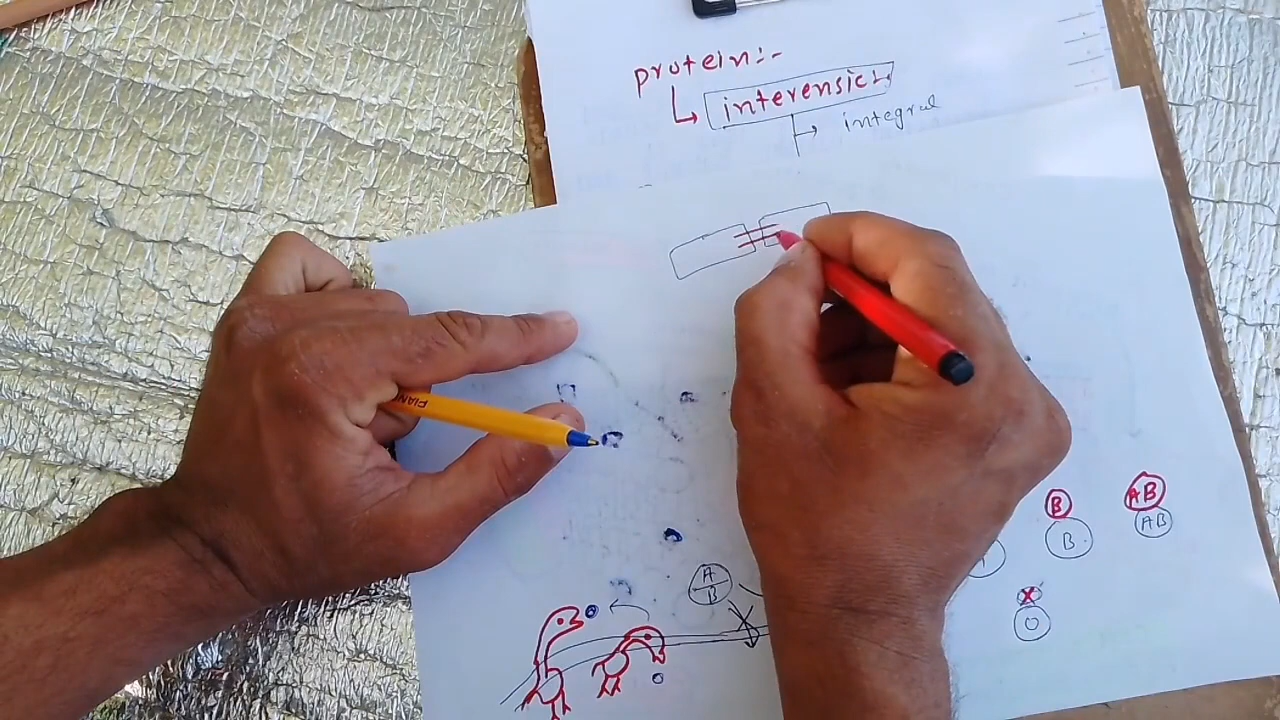 protein:-
interensic
integral
B
AB
B
AB
A
B
X
O